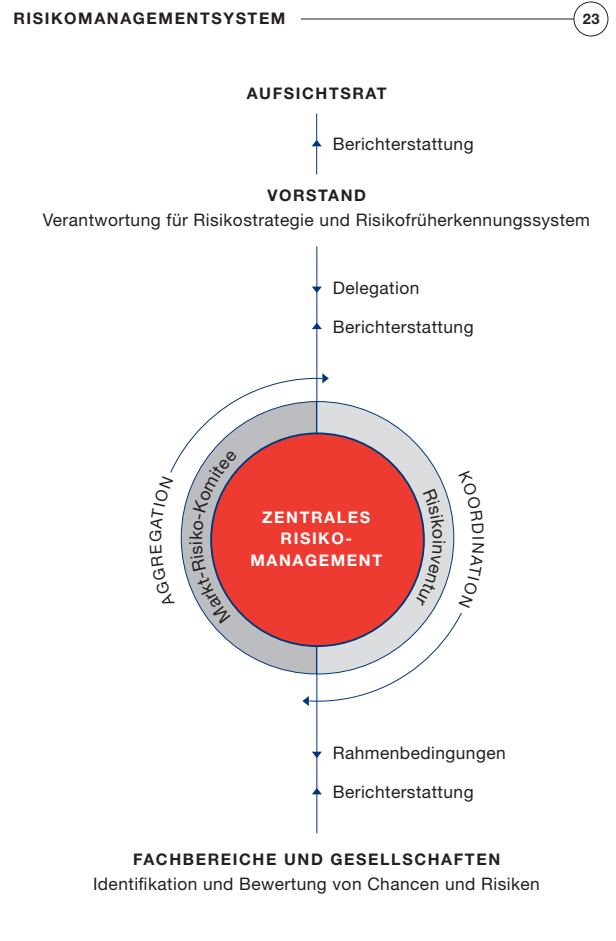 RISIKOMANAGEMENTSYSTEM
23
AUFSICHTSRAT
Berichterstattung
VORSTAND
Verantwortung für Risikostrategie und Risikofrüherkennungssystem
Delegation
Berichterstattung
AGGREGATION
Markt-Risiko-Komitee
ZENTRALES
RISIKO-
MANAGEMENT
Risikoinventur
KOORDINATION
Rahmenbedingungen
Berichterstattung
FACHBEREICHE UND GESELLSCHAFTEN
Identifikation und Bewertung von Chancen und Risiken